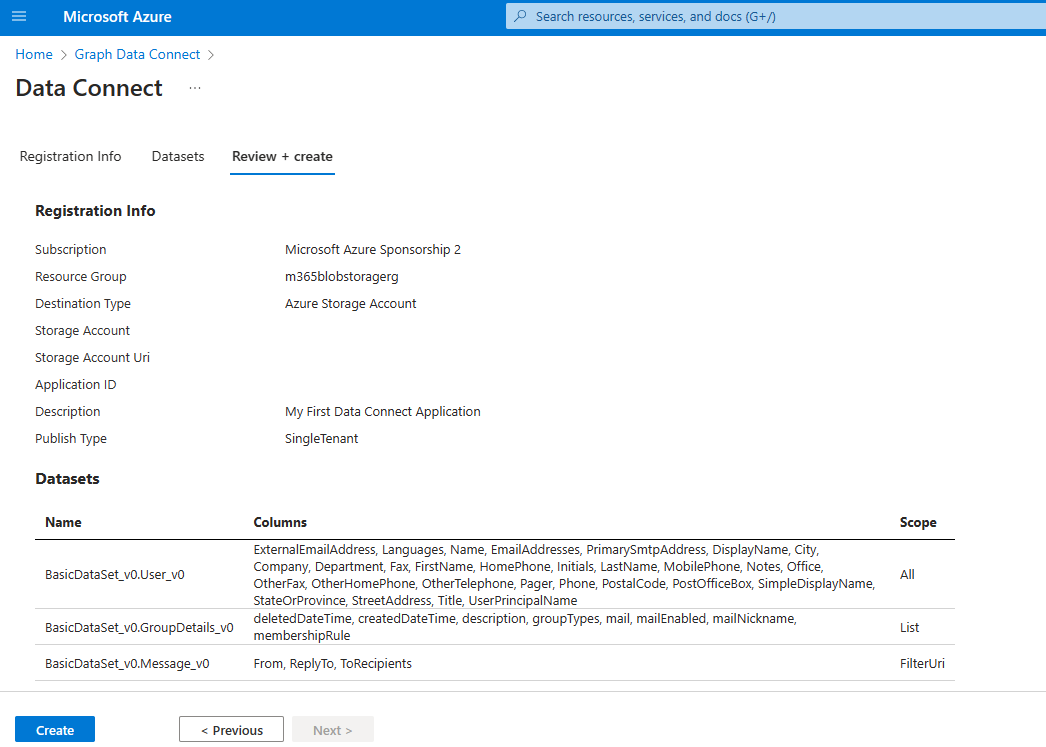 Microsoft Azure
Search resources, services, and docs (G+/)
Home > Graph Data Connect >
Data Connect ...
Registration Info Datasets Review + create
Registration Info
Subscription Microsoft Azure Sponsorship 2
Resource Group m365blobstoragerg
Destination Type Azure Storage Account
Storage Account
Storage Account Uri
Application ID
Description My First Data Connect Application
Publish Type SingleTenant
Datasets
Name Columns Scope
ExternalEmailAddress, Languages, Name, EmailAddresses, PrimarySmtpAddress, DisplayName, City,
Company, Department, Fax, FirstName, HomePhone, Initials, LastName, MobilePhone, Notes, Office,
BasicDataSet_v0.User_v0 All
OtherFax, OtherHomePhone, OtherTelephone, Pager, Phone, PostalCode, PostOfficeBox, SimpleDisplayName,
StateOrProvince, StreetAddress, Title, UserPrincipalName
deletedDateTime, createdDateTime, description, groupTypes, mail, mailEnabled, mailNickname,
BasicDataSet_v0.GroupDetails_v0 List
membershipRule
BasicDataSet_v0.Message_v0 From, ReplyTo, ToRecipients FilterUri
Create < Previous Next >